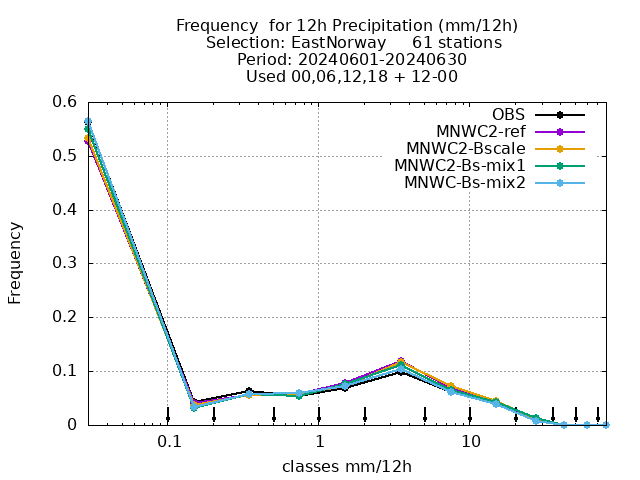 Frequency  for 12h Precipitation (mm/12h)
Selection: EastNorway     61 stations
Period: 20240601-20240630
Used 00,06,12,18 + 12-00
OBS
MNWC2-ref
MNWC2-Bscale
MNWC2-Bs-mix1
MNWC-Bs-mix2
Frequency
0.6
0.5
0.4
0.3
0.2
0.1
0
0.1
1
10
classes mm/12h